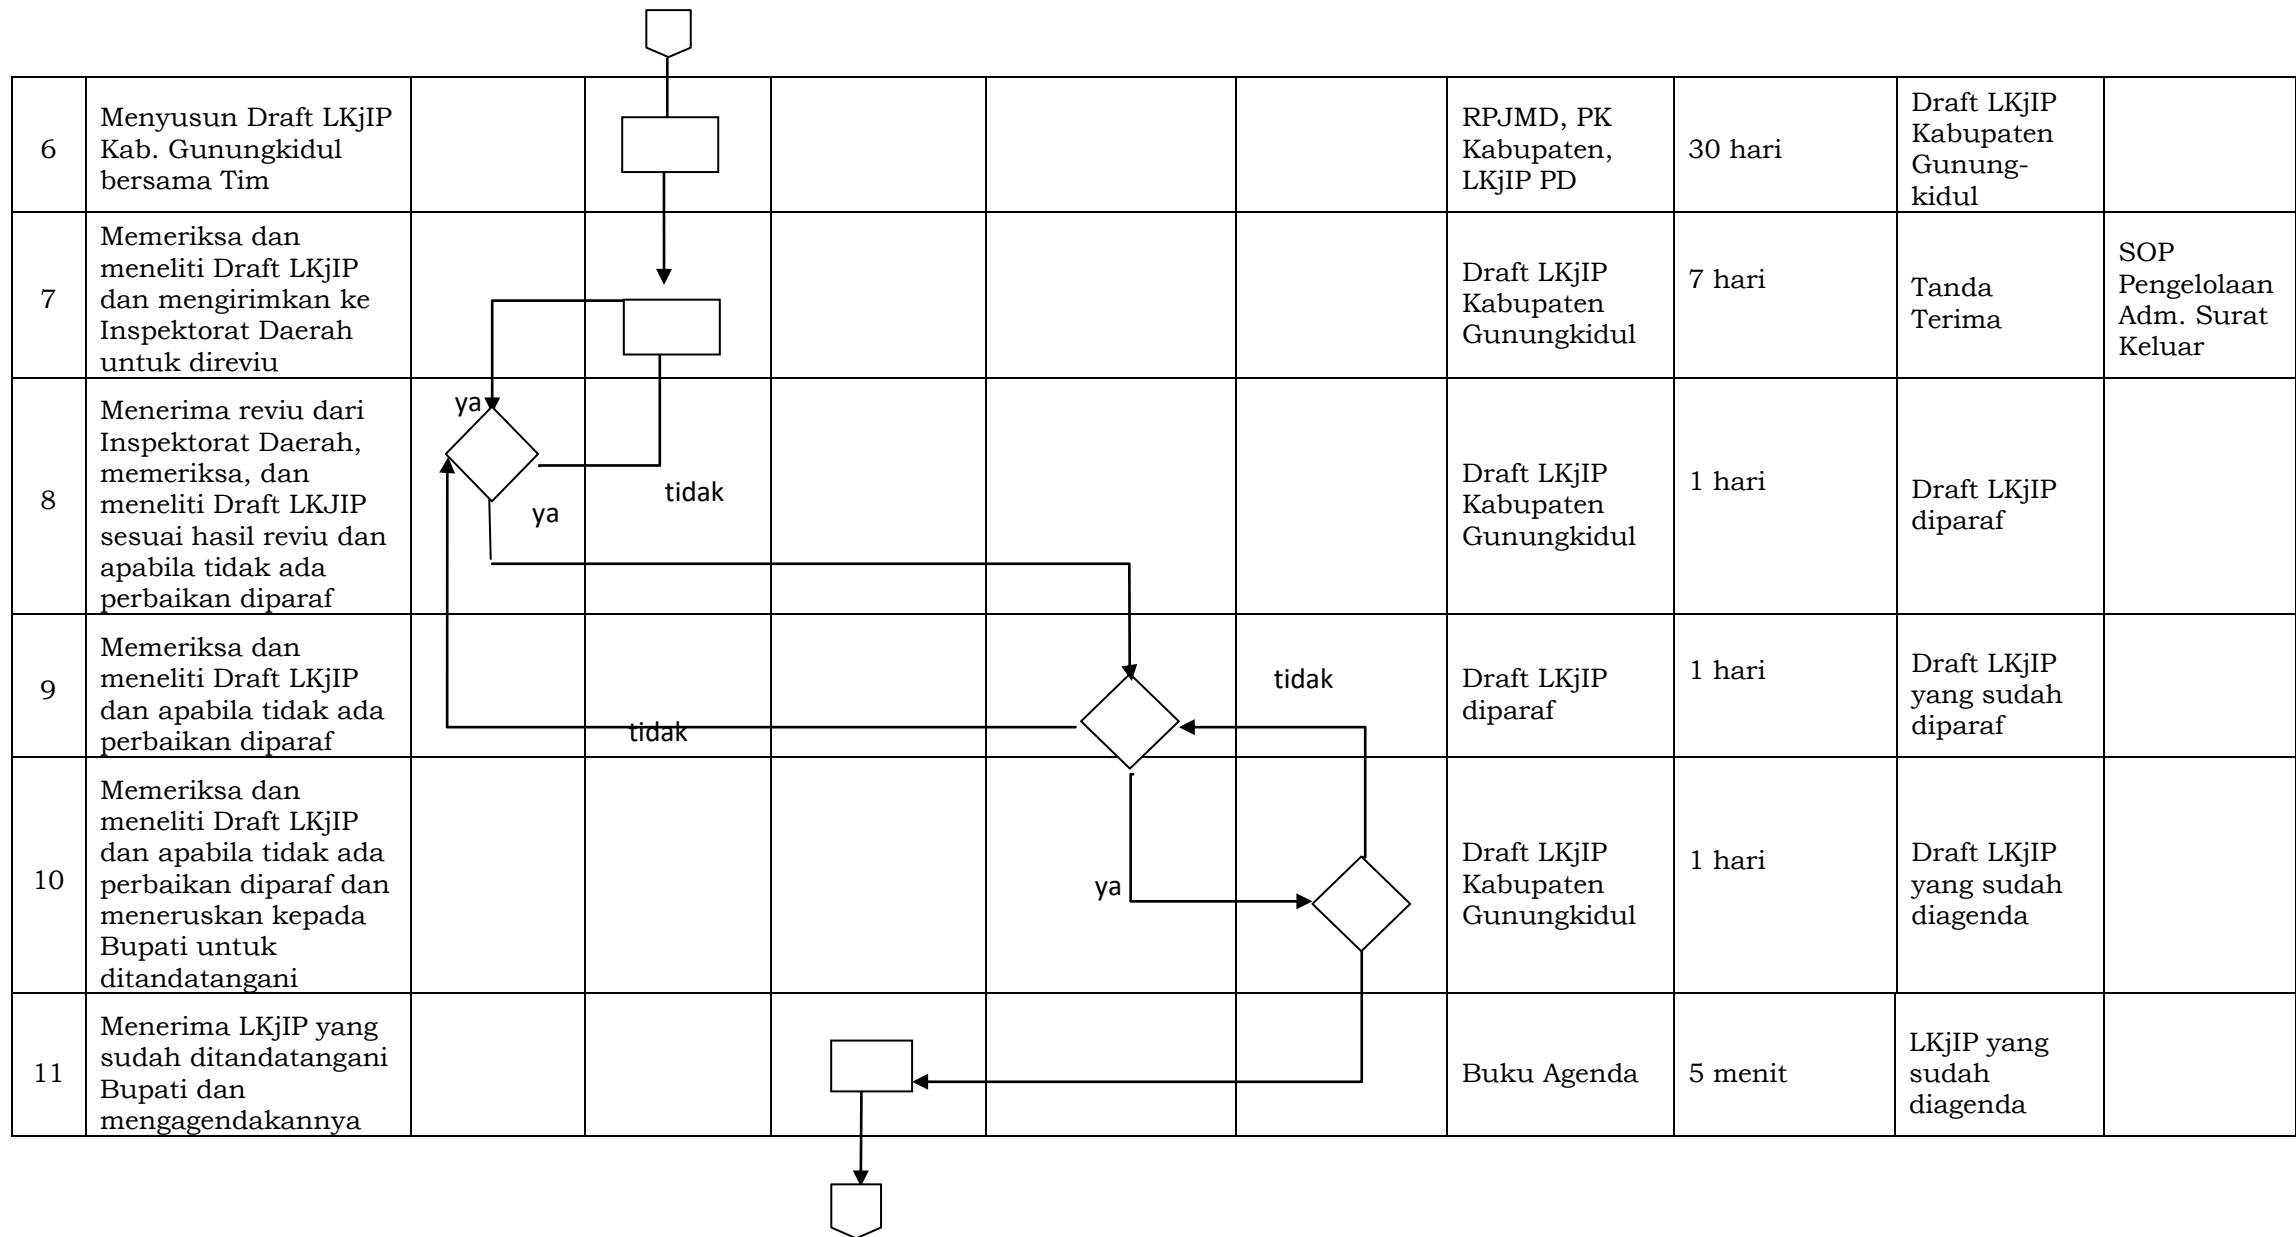 6
Menyusun Draft LKjIP
Kab. Gunungkidul
bersama Tim
RPJMD, PK
Kabupaten,
LKjIP PD
30 hari
Draft LKjIP
Kabupaten
Gunung-
kidul
7
Memeriksa dan
meneliti Draft LKjIP
dan mengirimkan ke
Inspektorat Daerah
untuk direviu
Draft LKjIP
Kabupaten
Gunungkidul
7 hari
Tanda
Terima
SOP
Pengelolaan
Adm. Surat
Keluar
8
Menerima reviu dari
Inspektorat Daerah,
memeriksa, dan
meneliti Draft LKJIP
sesuai hasil reviu dan
apabila tidak ada
perbaikan diparaf
ya
ya
tidak
Draft LKjIP
Kabupaten
Gunungkidul
1 hari
Draft LKjIP
diparaf
9
Memeriksa dan
meneliti Draft LKjIP
dan apabila tidak ada
perbaikan diparaf
tidak
tidak
Draft LKjIP
diparaf
1 hari
Draft LKjIP
yang sudah
diparaf
10
Memeriksa dan
meneliti Draft LKjIP
dan apabila tidak ada
perbaikan diparaf dan
meneruskan kepada
Bupati untuk
ditandatangani
ya
Draft LKjIP
Kabupaten
Gunungkidul
1 hari
Draft LKjIP
yang sudah
diagenda
11
Menerima LKjIP yang
sudah ditandatangani
Bupati dan
mengagendakannya
Buku Agenda
5 menit
LKjIP yang
sudah
diagenda